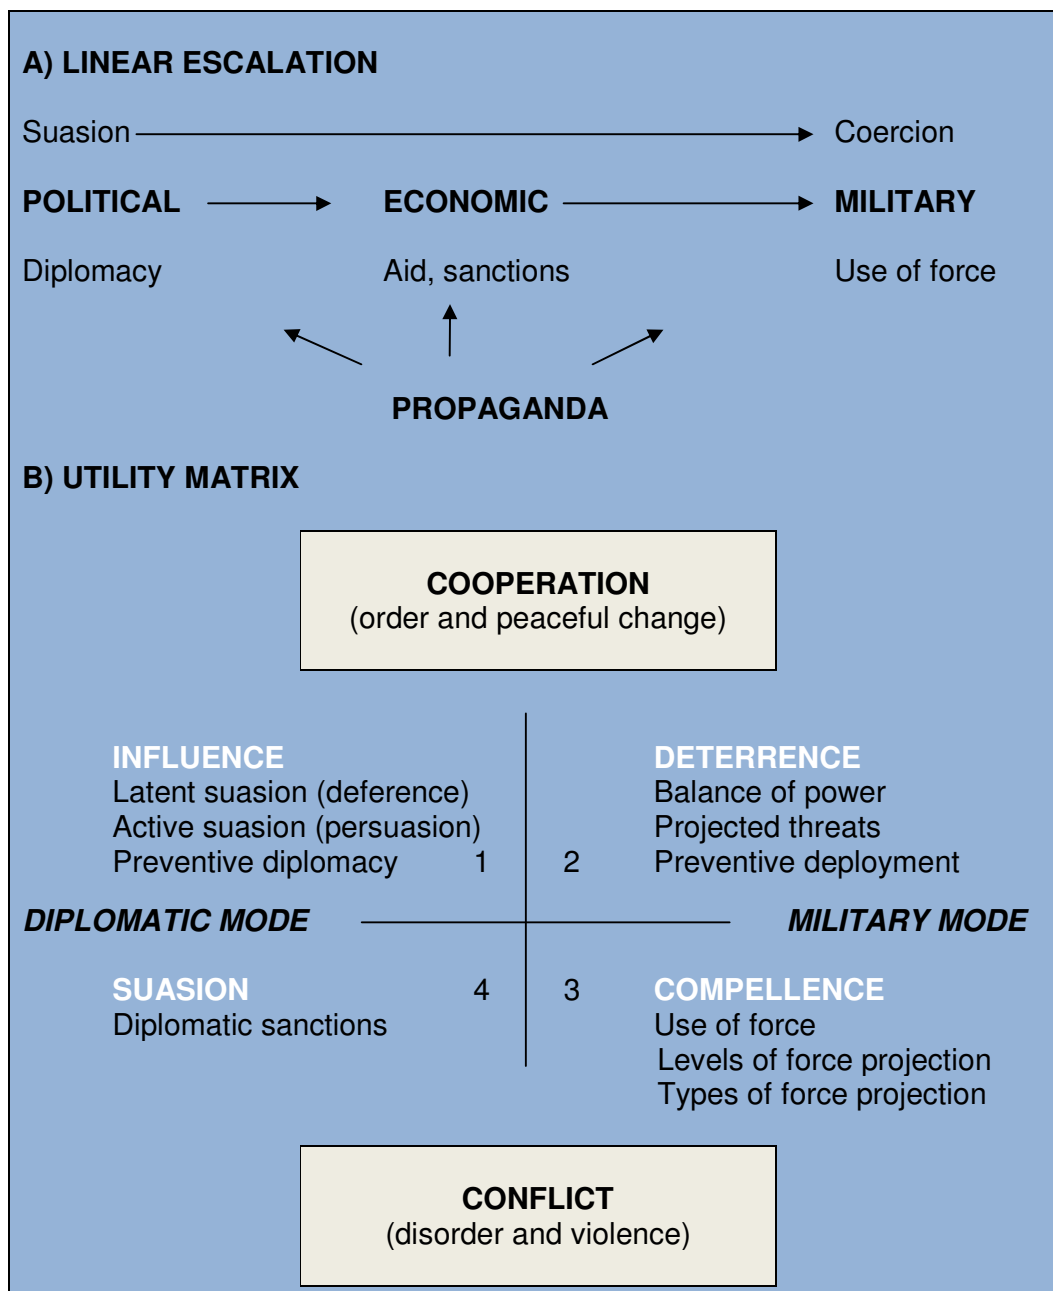 A) LINEAR ESCALATION
Suasion Coercion
POLITICAL ECONOMIC MILITARY
Diplomacy Aid, sanctions Use of force
PROPAGANDA
B) UTILITY MATRIX
COOPERATION
(order and peaceful change)
INFLUENCE
Latent suasion (deference)
Active suasion (persuasion)
Preventive diplomacy 1
DETERRENCE
Balance of power
Projected threats
2 Preventive deployment
DIPLOMATIC MODE MILITARY MODE
SUASION 4
Diplomatic sanctions
3 COMPELLENCE
Use of force
Levels of force projection
Types of force projection
CONFLICT
(disorder and violence)